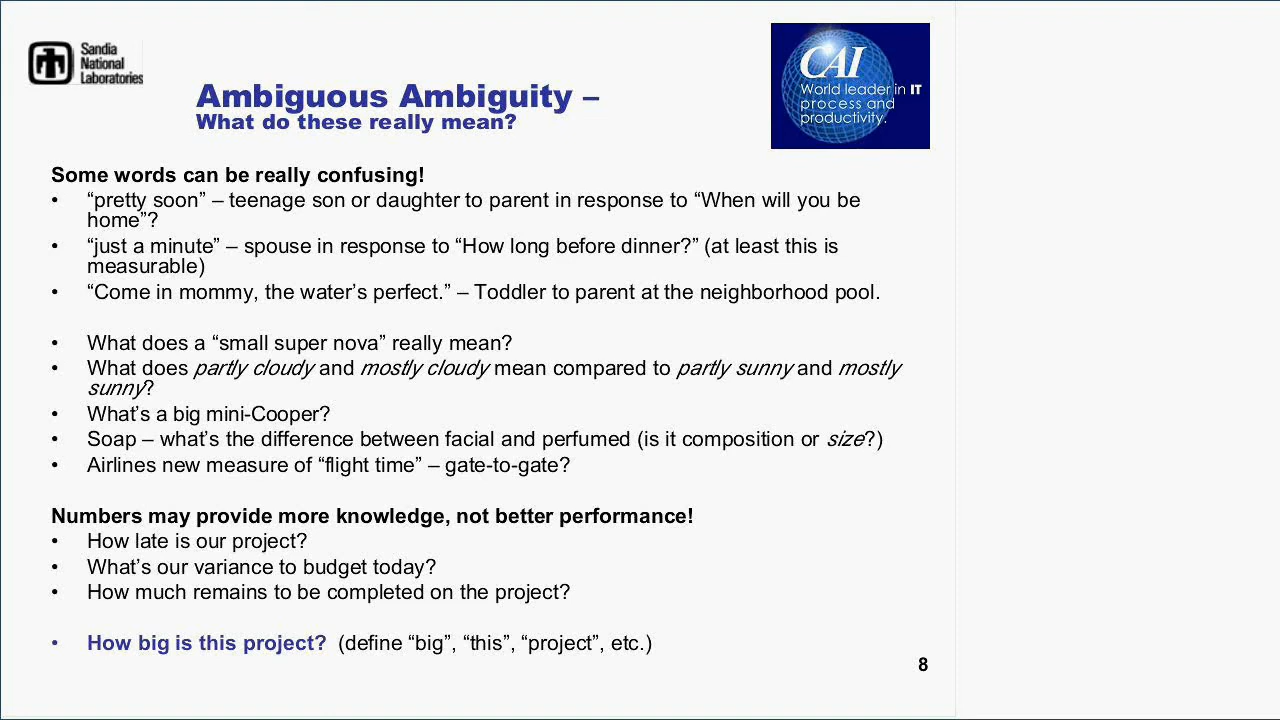 Sandia
National
Laboratories
CAI
World leader in IT
process and
productivity.
Ambiguous Ambiguity –
What do these really mean?
Some words can be really confusing!
• “pretty soon” – teenage son or daughter to parent in response to “When will you be
home”?
• “just a minute” – spouse in response to “How long before dinner?” (at least this is
measurable)
• “Come in mommy, the water’s perfect.” – Toddler to parent at the neighborhood pool.
• What does a “small super nova” really mean?
• What does partly cloudy and mostly cloudy mean compared to partly sunny and mostly
sunny?
• What’s a big mini-Cooper?
• Soap – what’s the difference between facial and perfumed (is it composition or size?)
• Airlines new measure of “flight time” – gate-to-gate?
Numbers may provide more knowledge, not better performance!
• How late is our project?
• What’s our variance to budget today?
• How much remains to be completed on the project?
• How big is this project? (define “big”, “this”, “project”, etc.)
8